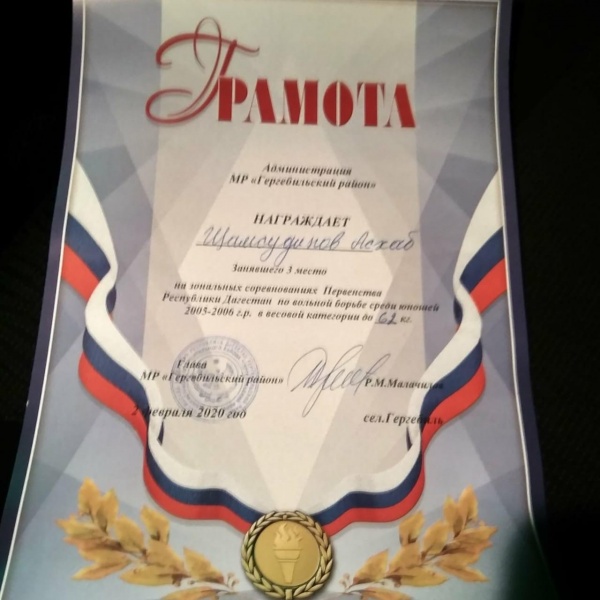 Грамота
Администрация
МР «Гергебильский район»
НАГРАЖДАЕТ
Шамсудинов Асхаб
Занявшего 3 место
на зональных соревнованиях Первенства
Республики Дагестан по вольной борьбе среди юношей
2005-2006 г.р. в весовой категории до 62 кг.
Глава
МР «Гергебильский район» Р.М.Малачилав
2 февраля 2020 год сел.Гергебиль